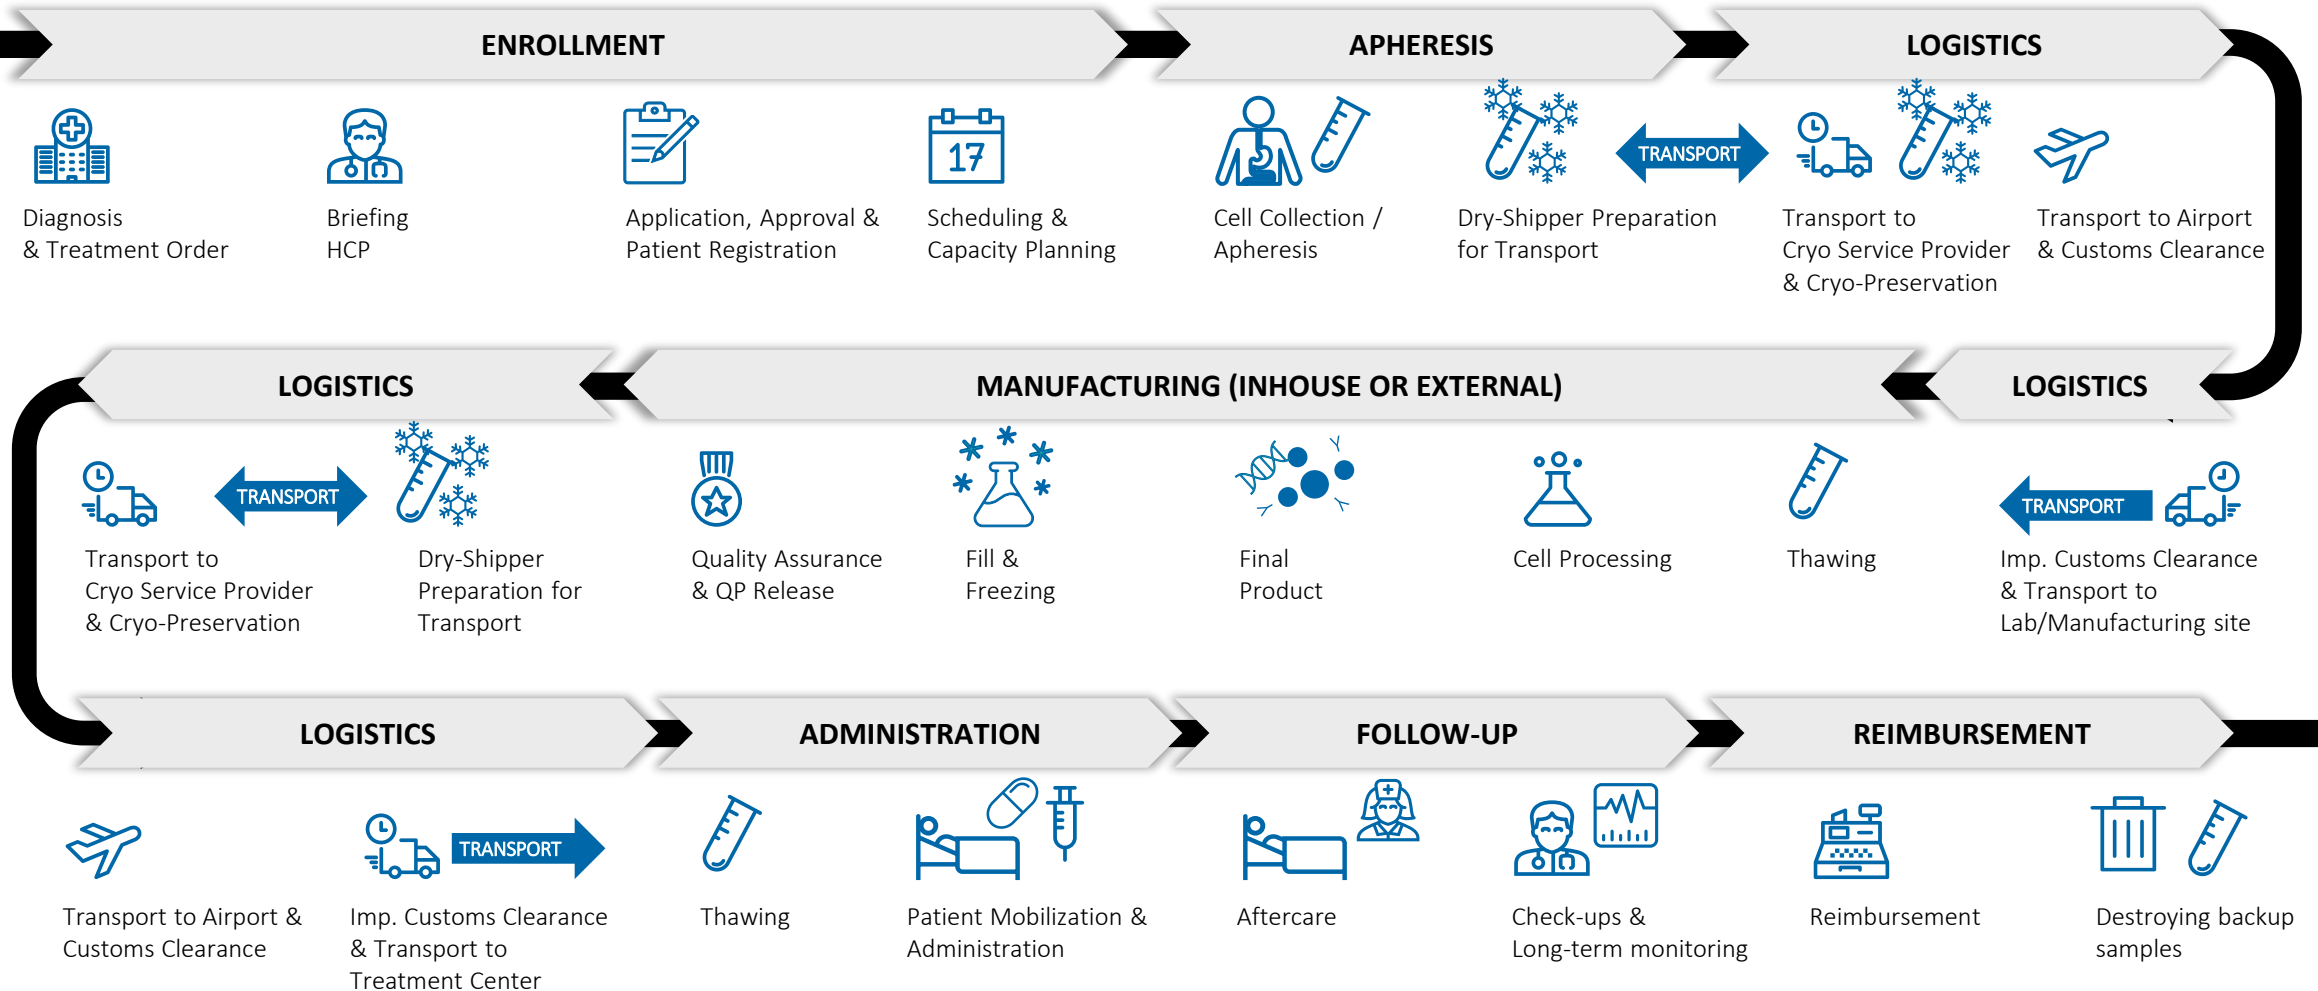 ENROLLMENT
APHERESIS
LOGISTICS
17
TRANSPORT
Diagnosis
& Treatment Order
Briefing
HCP
Application, Approval &
Patient Registration
Scheduling &
Capacity Planning
Cell Collection /
Apheresis
Dry-Shipper Preparation
for Transport
Transport to
Cryo Service Provider
& Cryo-Preservation
Transport to Airport
& Customs Clearance
LOGISTICS
MANUFACTURING (INHOUSE OR EXTERNAL)
LOGISTICS
TRANSPORT
TRANSPORT
Transport to
Cryo Service Provider
& Cryo-Preservation
Dry-Shipper
Preparation for
Transport
Quality Assurance
& QP Release
Fill &
Freezing
Final
Product
Cell Processing
Thawing
Imp. Customs Clearance
& Transport to
Lab/Manufacturing site
LOGISTICS
ADMINISTRATION
FOLLOW-UP
REIMBURSEMENT
TRANSPORT
Transport to Airport &
Customs Clearance
Imp. Customs Clearance
& Transport to
Treatment Center
Thawing
Patient Mobilization &
Administration
Aftercare
Check-ups &
Long-term monitoring
Reimbursement
Destroying backup
samples